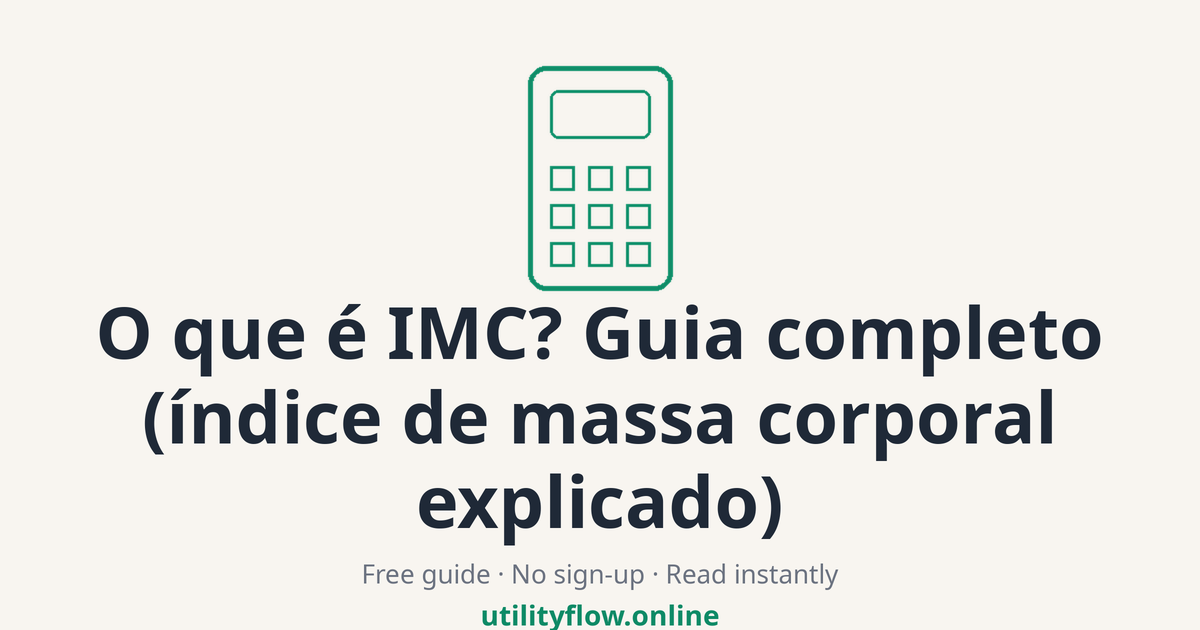 O que é IMC? Guia completo
(índice de massa corporal
explicado)
Free guide · No sign-up · Read instantly
utilityflow.online